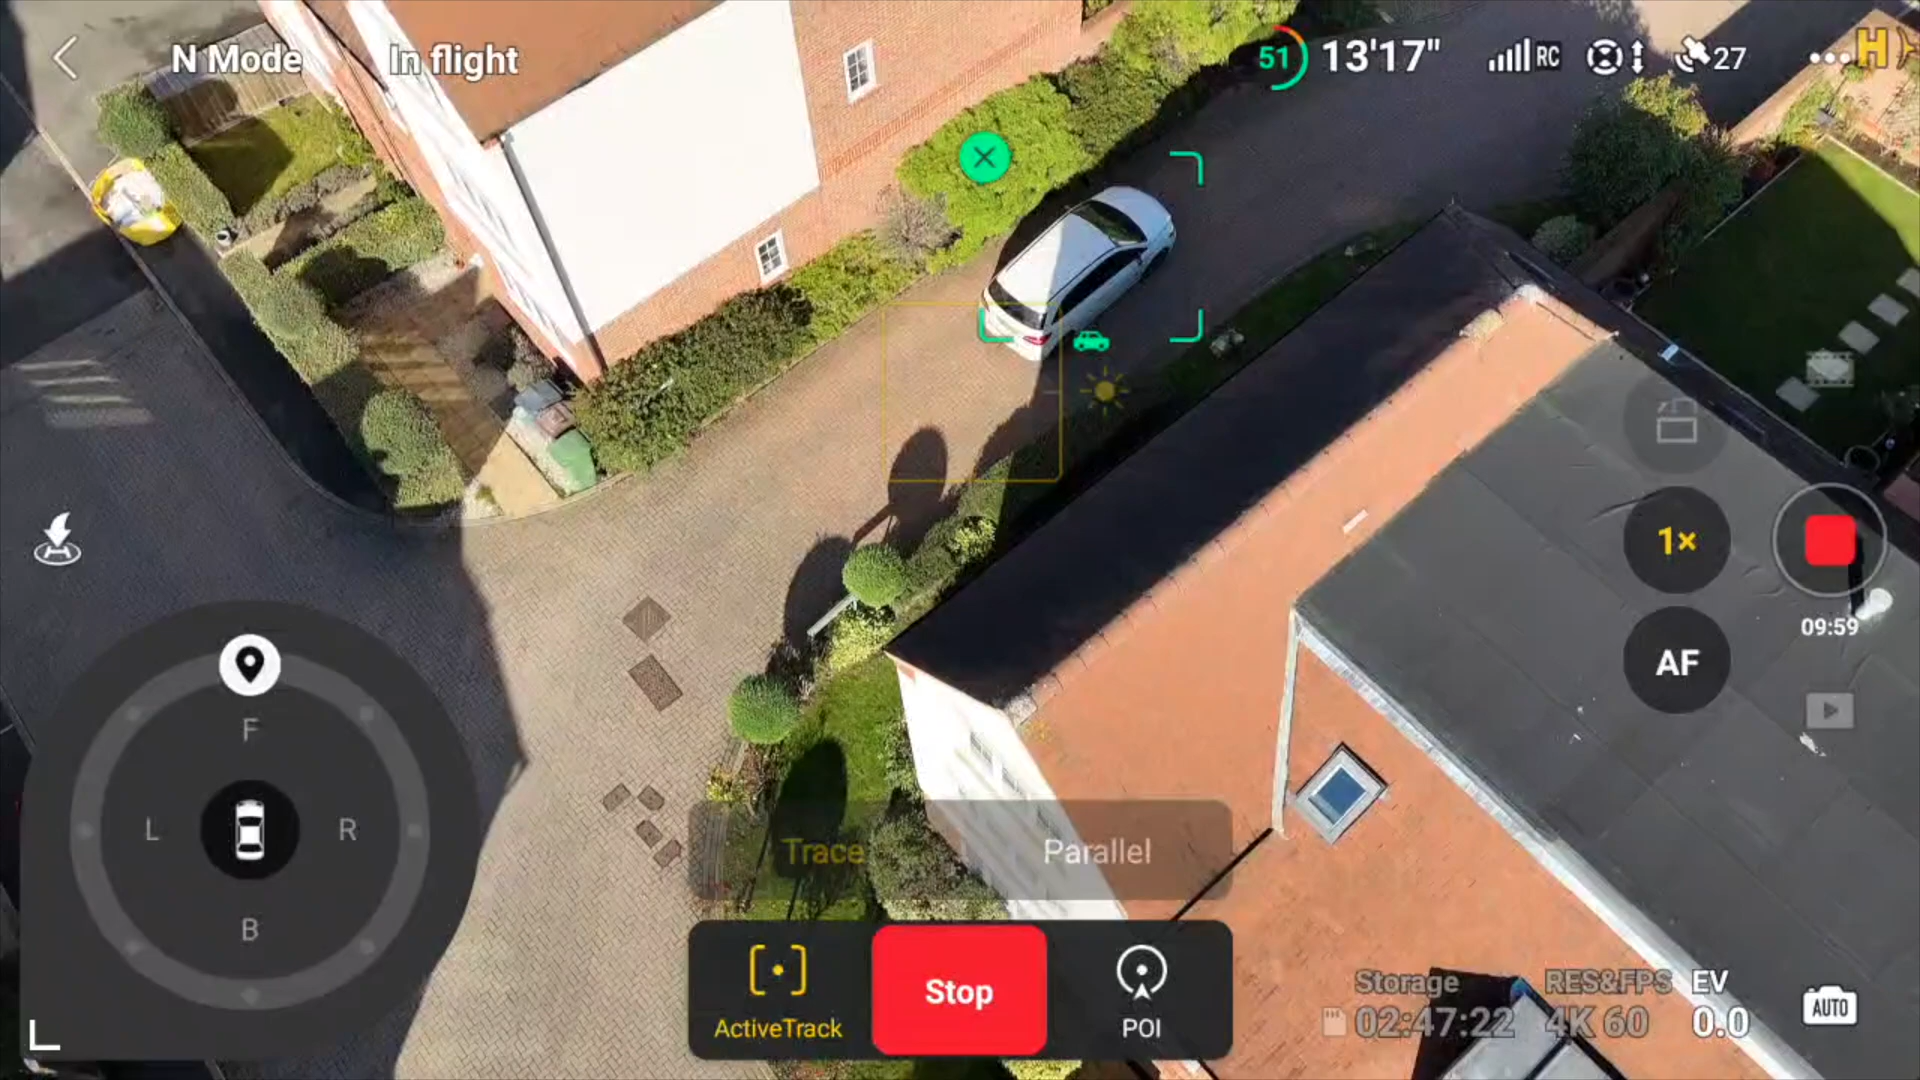 N Mode
In flight
51
13'17"
RC
27
H
1×
09:59
AF
F
L
R
B
Trace
Parallel
ActiveTrack
Stop
POI
Storage
02:47:22
RES&FPS
4K 60
EV
0.0
AUTO